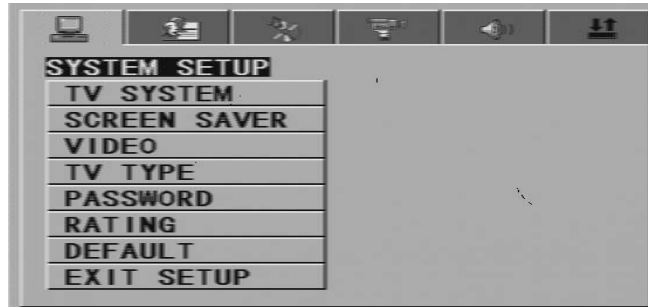 SYSTEM SETUP
TV SYSTEM
SCREEN SAVER
VIDEO
TV TYPE
PASSWORD
RATING
DEFAULT
EXIT SETUP